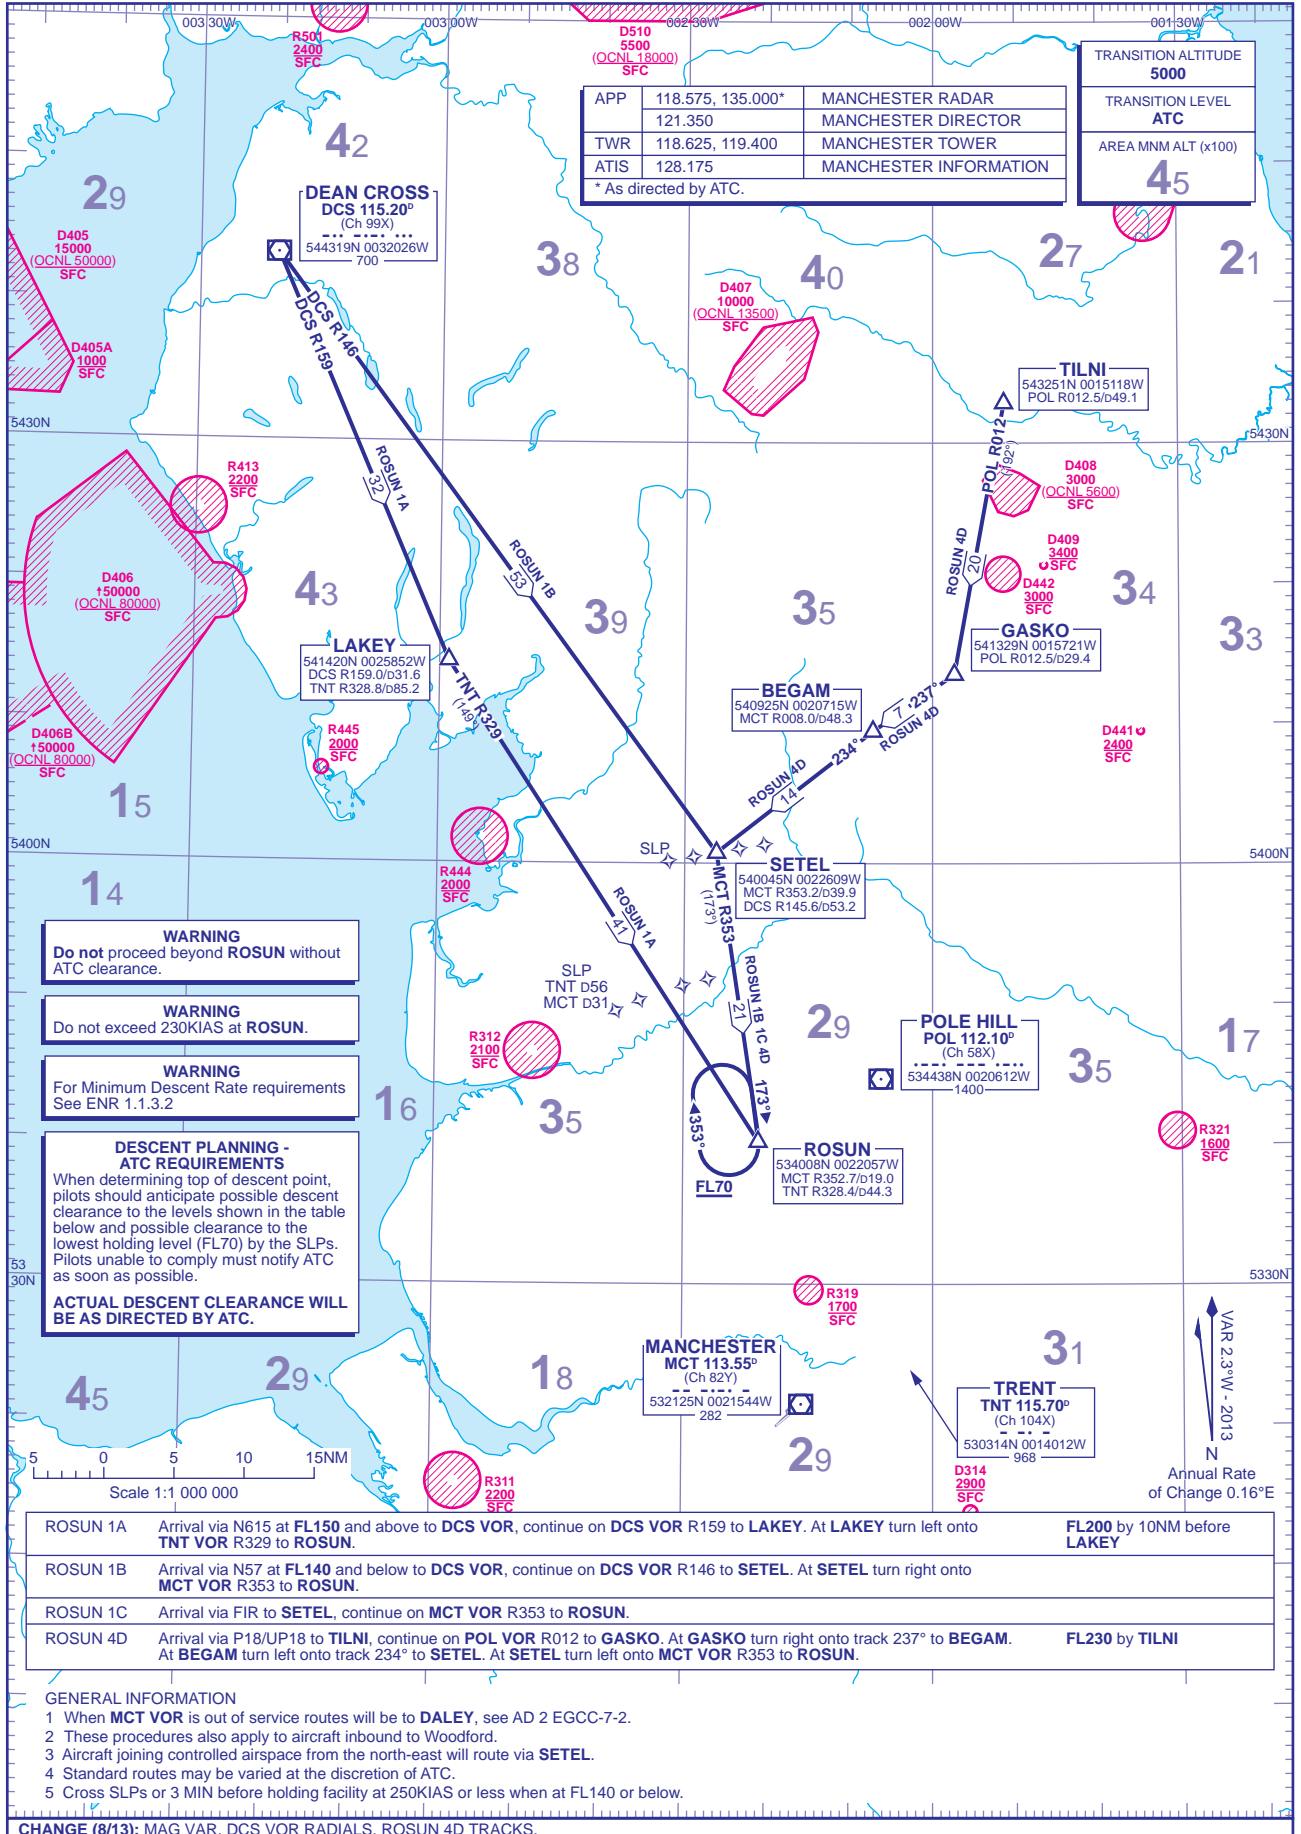 003 30W
003 00W
002 30W
002 00W
001 30W
R501
2400
SFC
D510
5500
(OCNL 18000)
SFC
TRANSITION ALTITUDE
5000
TRANSITION LEVEL
ATC
AREA MNM ALT (x100)
45
APP 118.575, 135.000* MANCHESTER RADAR
121.350 MANCHESTER DIRECTOR
TWR 118.625, 119.400 MANCHESTER TOWER
ATIS 128.175 MANCHESTER INFORMATION
* As directed by ATC.
42
29
DEAN CROSS
DCS 115.20D
(Ch 99X)
544319N 0032026W
700
38
40
27
21
D405
15000
(OCNL 50000)
SFC
D405A
1000
SFC
D407
10000
(OCNL 13500)
SFC
DCS R146
DCS R159
TILNI
543251N 0015118W
POL R012.5/D49.1
5430N
5430N
POL R012
(192°)
R413
2200
SFC
ROSUN 1A
32
D408
3000
(OCNL 5600)
SFC
D409
3400
SFC
D442
3000
SFC
ROSUN 4D
20
ROSUN 1B
53
D406
↑50000
(OCNL 80000)
SFC
43
39
35
34
33
LAKEY
541420N 0025852W
DCS R159.0/D31.6
TNT R328.8/D85.2
GASKO
541329N 0015721W
POL R012.5/D29.4
BEGAM
540925N 0020715W
MCT R008.0/D48.3
TNT R329
(149°)
7
237°
ROSUN 4D
234°
D406B
↑50000
(OCNL 80000)
SFC
R445
2000
SFC
D441
2400
SFC
15
ROSUN 4D
14
5400N
5400N
SLP
SETEL
540045N 0022609W
MCT R353.2/D39.9
DCS R145.6/D53.2
R444
2000
SFC
14
MCT R353
(173°)
ROSUN 1A
41
WARNING
Do not proceed beyond ROSUN without
ATC clearance.
SLP
TNT D56
MCT D31
ROSUN 1B 1C 4D
21
WARNING
Do not exceed 230KIAS at ROSUN.
R312
2100
SFC
29
POLE HILL
POL 112.10D
(Ch 58X)
534438N 0020612W
1400
17
35
WARNING
For Minimum Descent Rate requirements
See ENR 1.1.3.2
16
35
173°
353°
FL70
R321
1600
SFC
ROSUN
534008N 0022057W
MCT R352.7/D19.0
TNT R328.4/D44.3
DESCENT PLANNING -
ATC REQUIREMENTS
When determining top of descent point,
pilots should anticipate possible descent
clearance to the levels shown in the table
below and possible clearance to the
lowest holding level (FL70) by the SLPs.
Pilots unable to comply must notify ATC
as soon as possible.
ACTUAL DESCENT CLEARANCE WILL
BE AS DIRECTED BY ATC.
53
30N
5330N
R319
1700
SFC
MANCHESTER
MCT 113.55D
(Ch 82Y)
532125N 0021544W
282
31
VAR 2.3°W - 2013
N
Annual Rate
of Change 0.16°E
45
29
18
29
TRENT
TNT 115.70D
(Ch 104X)
530314N 0014012W
968
5 0 5 10 15NM
Scale 1:1 000 000
R311
2200
SFC
D314
2900
SFC
ROSUN 1A Arrival via N615 at FL150 and above to DCS VOR, continue on DCS VOR R159 to LAKEY. At LAKEY turn left onto FL200 by 10NM before
TNT VOR R329 to ROSUN. LAKEY
ROSUN 1B Arrival via N57 at FL140 and below to DCS VOR, continue on DCS VOR R146 to SETEL. At SETEL turn right onto
MCT VOR R353 to ROSUN.
ROSUN 1C Arrival via FIR to SETEL, continue on MCT VOR R353 to ROSUN.
ROSUN 4D Arrival via P18/UP18 to TILNI, continue on POL VOR R012 to GASKO. At GASKO turn right onto track 237° to BEGAM. FL230 by TILNI
At BEGAM turn left onto track 234° to SETEL. At SETEL turn left onto MCT VOR R353 to ROSUN.
GENERAL INFORMATION
1 When MCT VOR is out of service routes will be to DALEY, see AD 2 EGCC-7-2.
2 These procedures also apply to aircraft inbound to Woodford.
3 Aircraft joining controlled airspace from the north-east will route via SETEL.
4 Standard routes may be varied at the discretion of ATC.
5 Cross SLPs or 3 MIN before holding facility at 250KIAS or less when at FL140 or below.
CHANGE (8/13): MAG VAR. DCS VOR RADIALS. ROSUN 4D TRACKS.